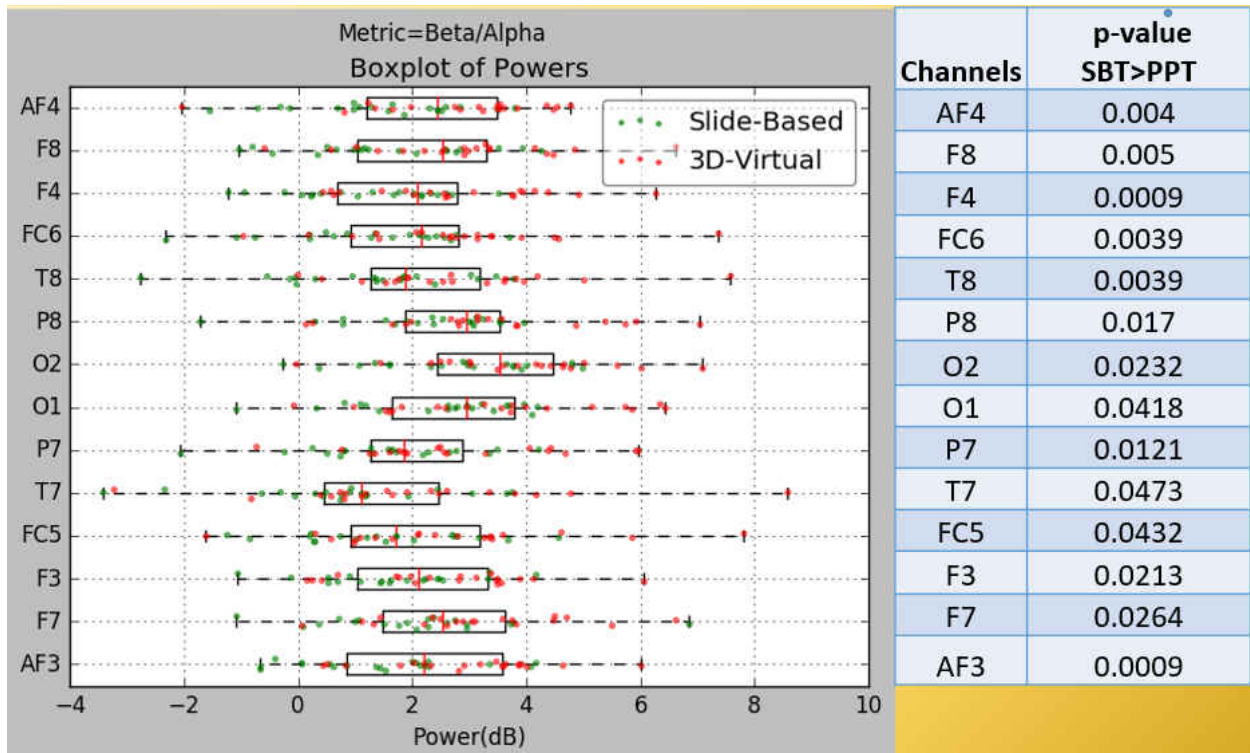 Metric=Beta/Alpha
Boxplot of Powers
Slide-Based
3D-Virtual
AF4
F8
F4
FC6
T8
P8
O2
O1
P7
T7
FC5
F3
F7
AF3
−4 −2 0 2 4 6 8 10
Power(dB)
p-value
Channels SBT>PPT
AF4 0.004
F8 0.005
F4 0.0009
FC6 0.0039
T8 0.0039
P8 0.017
O2 0.0232
O1 0.0418
P7 0.0121
T7 0.0473
FC5 0.0432
F3 0.0213
F7 0.0264
AF3 0.0009